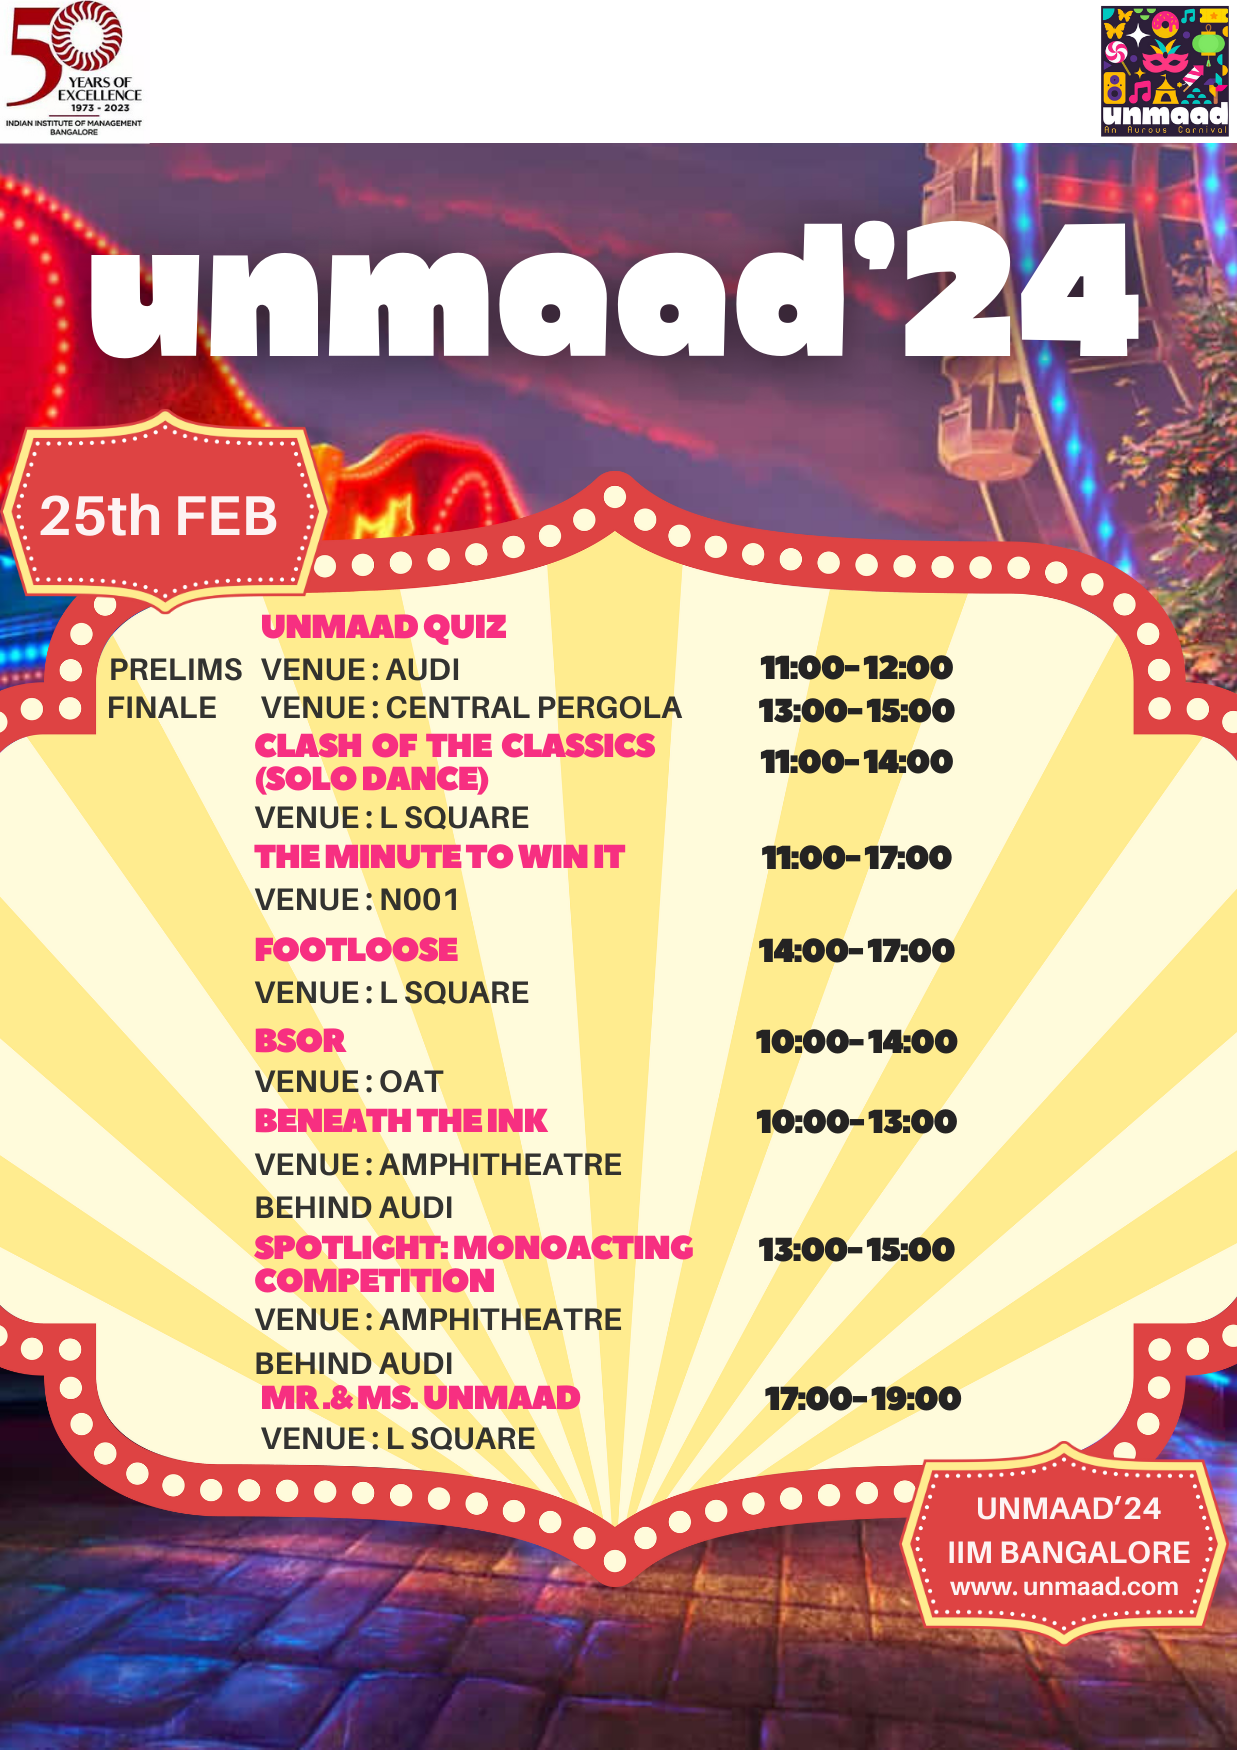 50
YEARS OF
EXCELLENCE
1973 - 2023
INDIAN INSTITUTE OF MANAGEMENT
BANGALORE
unmaad
An Aurous Carnival
unmaad'24
25th FEB
UNMAAD QUIZ
PRELIMS VENUE : AUDI 11:00-12:00
FINALE VENUE : CENTRAL PERGOLA 13:00-15:00
CLASH OF THE CLASSICS
(SOLO DANCE) 11:00-14:00
VENUE : L SQUARE
THE MINUTE TO WIN IT 11:00-17:00
VENUE : N001
FOOTLOOSE 14:00-17:00
VENUE : L SQUARE
BSOR 10:00-14:00
VENUE : OAT
BENEATH THE INK 10:00-13:00
VENUE : AMPHITHEATRE
BEHIND AUDI
SPOTLIGHT: MONOACTING 13:00-15:00
COMPETITION
VENUE : AMPHITHEATRE
BEHIND AUDI
MR .& MS. UNMAAD 17:00-19:00
VENUE : L SQUARE
UNMAAD'24
IIM BANGALORE
www. unmaad.com